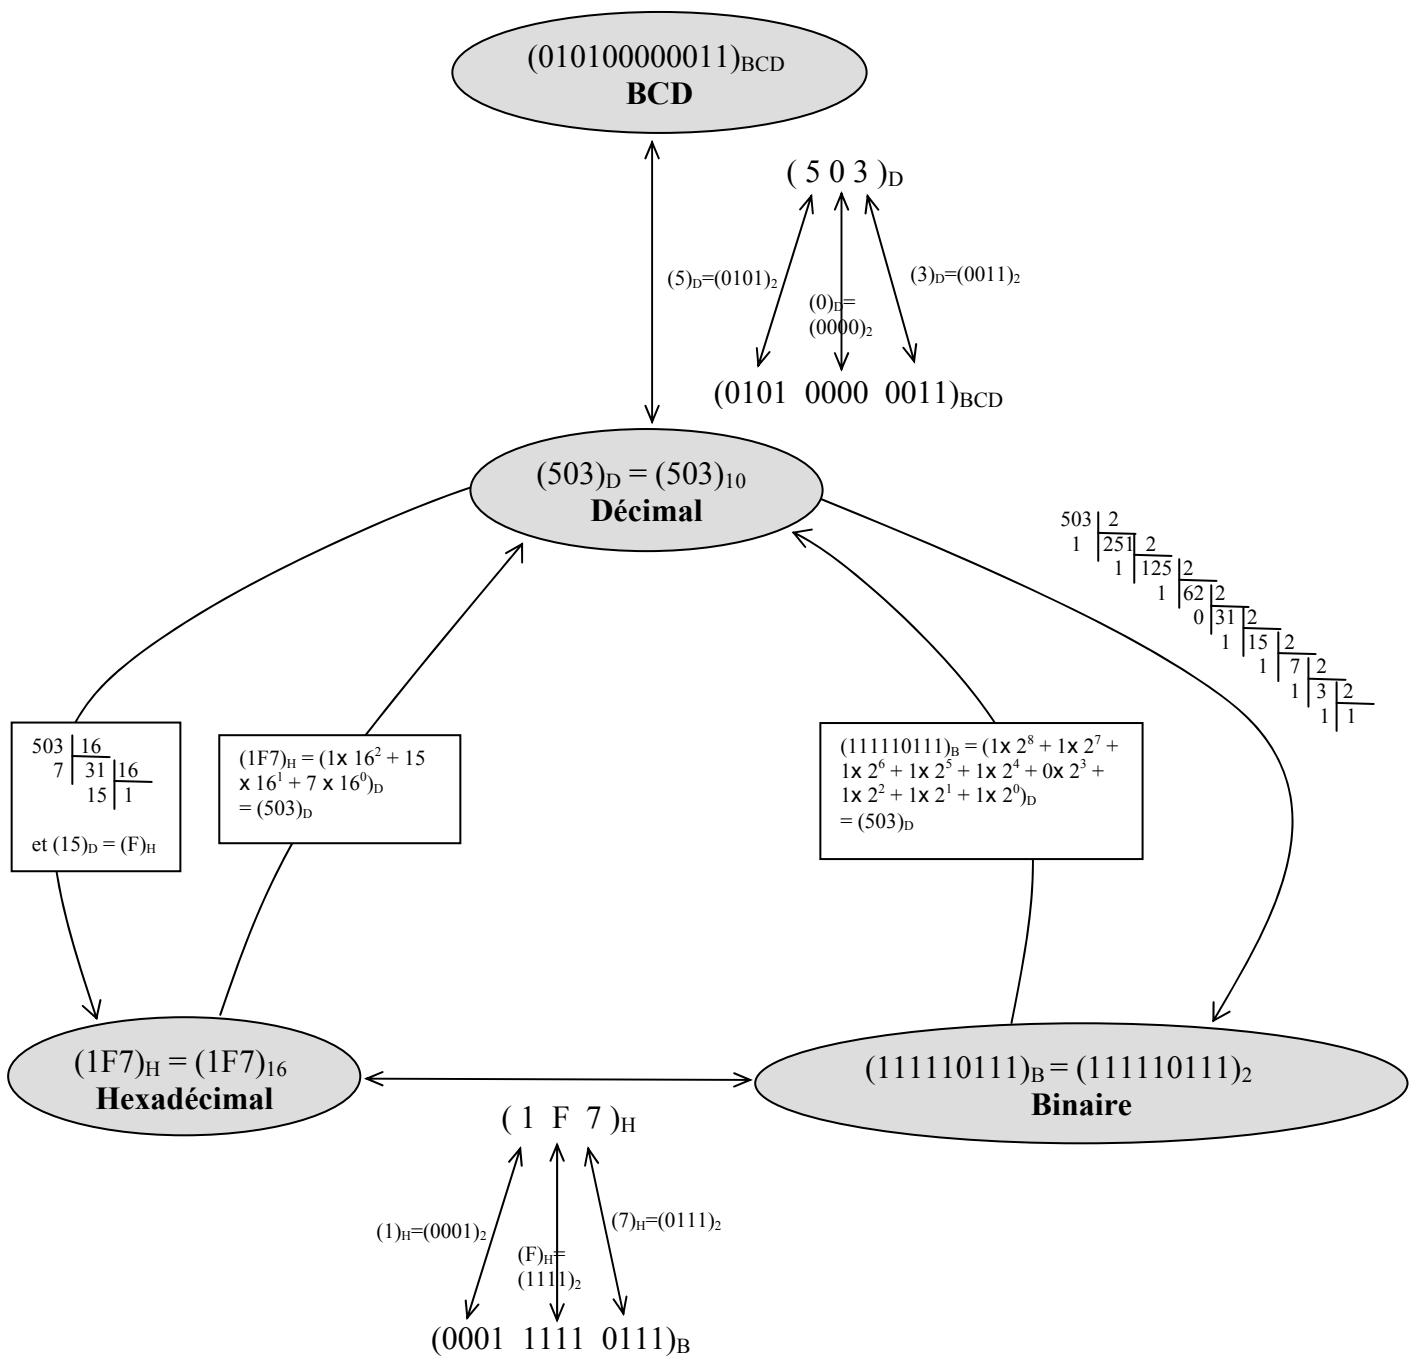 (010100000011)BCD
BCD
( 5 0 3 )D
(5)D=(0101)2
(0)D=
(0000)2
(3)D=(0011)2
(0101 0000 0011)BCD
(503)D = (503)10
Décimal
503 2
1 251 2
1 125 2
1 62 2
0 31 2
1 15 2
1 7 2
1 3 2
1 1
503 16
7 31 16
15 1
et (15)D = (F)H
(1F7)H = (1x 16² + 15
x 16¹ + 7 x 16⁰)D
= (503)D
(111110111)B = (1x 2⁸ + 1x 2⁷ +
1x 2⁶ + 1x 2⁵ + 1x 2⁴ + 0x 2³ +
1x 2² + 1x 2¹ + 1x 2⁰)D
= (503)D
(1F7)H = (1F7)16
Hexadécimal
(111110111)B = (111110111)2
Binaire
( 1 F 7 )H
(1)H=(0001)2
(F)H=
(1111)2
(7)H=(0111)2
(0001 1111 0111)B